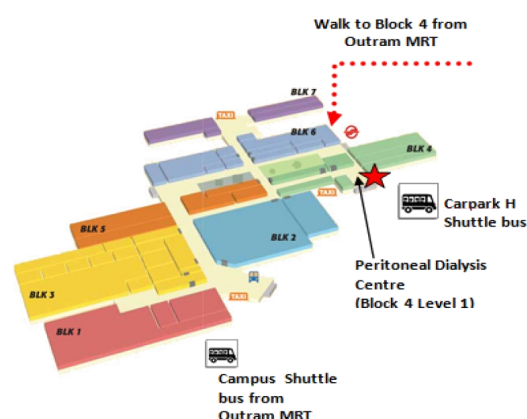 Walk to Block 4 from
Outram MRT
BLK 7
TAXI
BLK 6
BLK 4
TAXI
Carpark H
Shuttle bus
BLK 5
BLK 2
Peritoneal Dialysis
Centre
(Block 4 Level 1)
BLK 3
TAXI
BLK 1
Campus Shuttle
bus from
Outram MRT